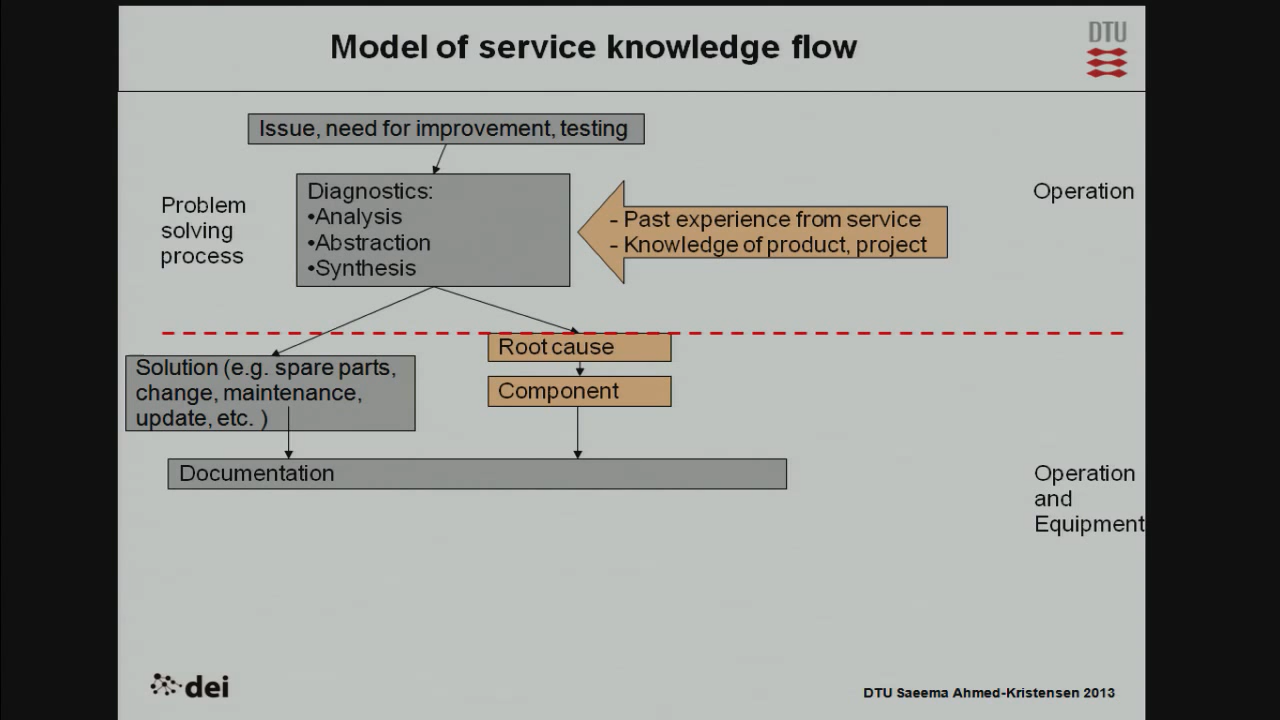 Model of service knowledge flow
DTU
Issue, need for improvement, testing
Problem
solving
process
Diagnostics:
•Analysis
•Abstraction
•Synthesis
- Past experience from service
- Knowledge of product, project
Operation
Root cause
Component
Solution (e.g. spare parts,
change, maintenance,
update, etc. )
Documentation
Operation
and
Equipment
dei
DTU Saeema Ahmed-Kristensen 2013